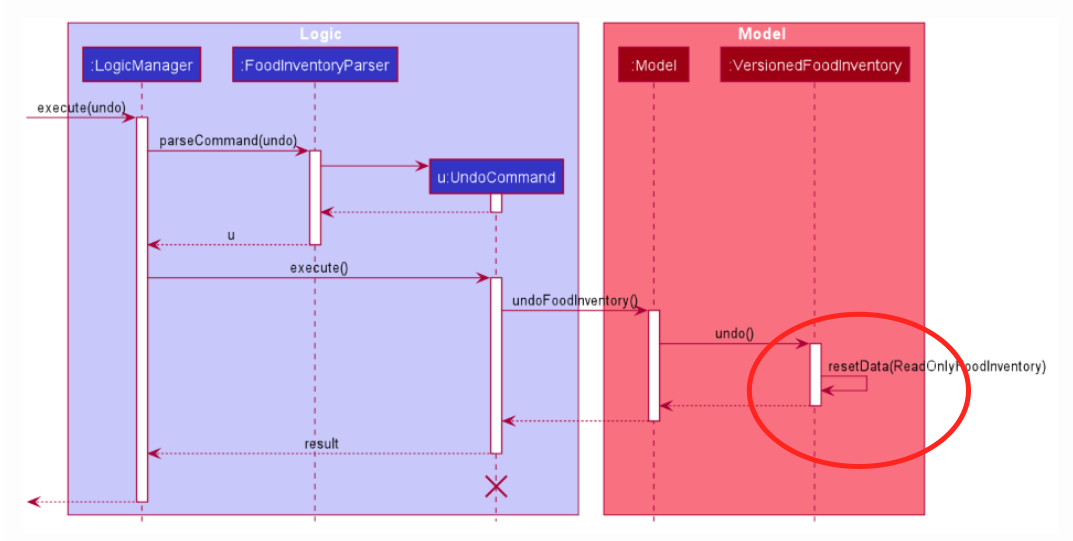 Logic
Model
:LogicManager
:FoodInventoryParser
:Model
:VersionedFoodInventory
execute(undo)
parseCommand(undo)
u:UndoCommand
u
execute()
undoFoodInventory()
undo()
resetData(ReadOnlyFoodInventory)
result